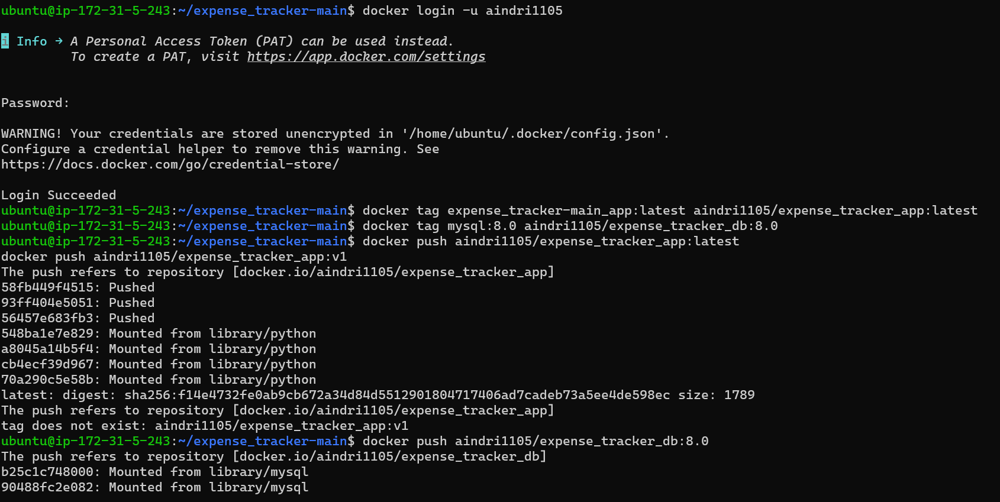 ubuntu@ip-172-31-5-243:~/expense_tracker-main$ docker login -u aindri1105
i Info → A Personal Access Token (PAT) can be used instead.
To create a PAT, visit https://app.docker.com/settings
Password:
WARNING! Your credentials are stored unencrypted in '/home/ubuntu/.docker/config.json'.
Configure a credential helper to remove this warning. See
https://docs.docker.com/go/credential-store/
Login Succeeded
ubuntu@ip-172-31-5-243:~/expense_tracker-main$ docker tag expense_tracker-main_app:latest aindri1105/expense_tracker_app:latest
ubuntu@ip-172-31-5-243:~/expense_tracker-main$ docker tag mysql:8.0 aindri1105/expense_tracker_db:8.0
ubuntu@ip-172-31-5-243:~/expense_tracker-main$ docker push aindri1105/expense_tracker_app:latest
docker push aindri1105/expense_tracker_app:v1
The push refers to repository [docker.io/aindri1105/expense_tracker_app]
58fb449f4515: Pushed
93ff404e5051: Pushed
56457e683fb3: Pushed
548ba1e7e829: Mounted from library/python
a8045a14b5f4: Mounted from library/python
cb4ecf39d967: Mounted from library/python
70a290c5e58b: Mounted from library/python
latest: digest: sha256:f14e4732fe0ab9cb672a34d84d5512901804717406ad7cadeb73a5ee4de598ec size: 1789
The push refers to repository [docker.io/aindri1105/expense_tracker_app]
tag does not exist: aindri1105/expense_tracker_app:v1
ubuntu@ip-172-31-5-243:~/expense_tracker-main$ docker push aindri1105/expense_tracker_db:8.0
The push refers to repository [docker.io/aindri1105/expense_tracker_db]
b25c1c748000: Mounted from library/mysql
90488fc2e082: Mounted from library/mysql